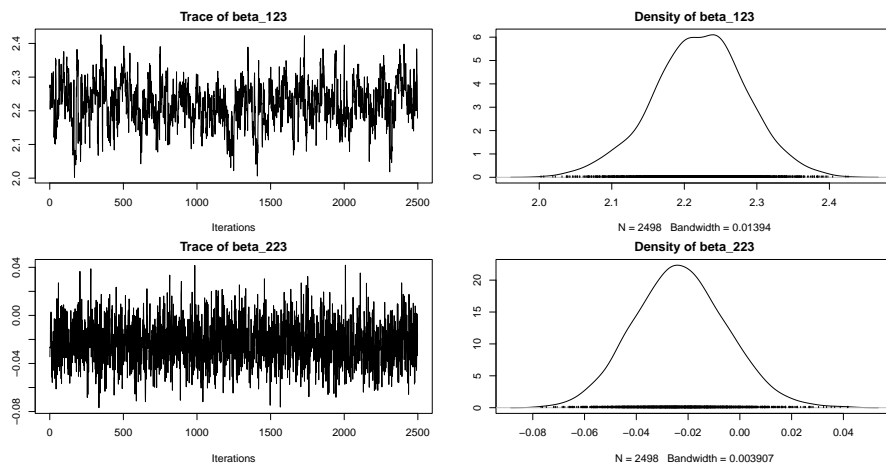 Trace of beta_123
2.0 2.1 2.2 2.3 2.4
0 500 1000 1500 2000 2500
Iterations
Density of beta_123
0 1 2 3 4 5 6
2.0 2.1 2.2 2.3 2.4
N = 2498 Bandwidth = 0.01394
Trace of beta_223
−0.08 −0.04 0.00 0.04
0 500 1000 1500 2000 2500
Iterations
Density of beta_223
0 5 10 15 20
−0.08 −0.06 −0.04 −0.02 0.00 0.02 0.04
N = 2498 Bandwidth = 0.003907